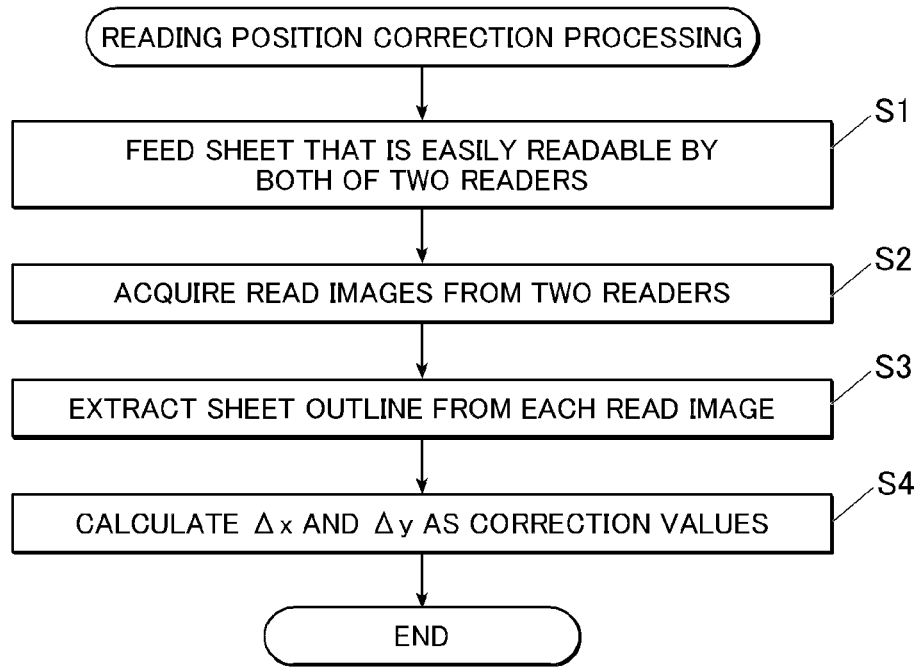 READING POSITION CORRECTION PROCESSING
S1
FEED SHEET THAT IS EASILY READABLE BY
BOTH OF TWO READERS
S2
ACQUIRE READ IMAGES FROM TWO READERS
S3
EXTRACT SHEET OUTLINE FROM EACH READ IMAGE
S4
CALCULATE Δx AND Δy AS CORRECTION VALUES
END